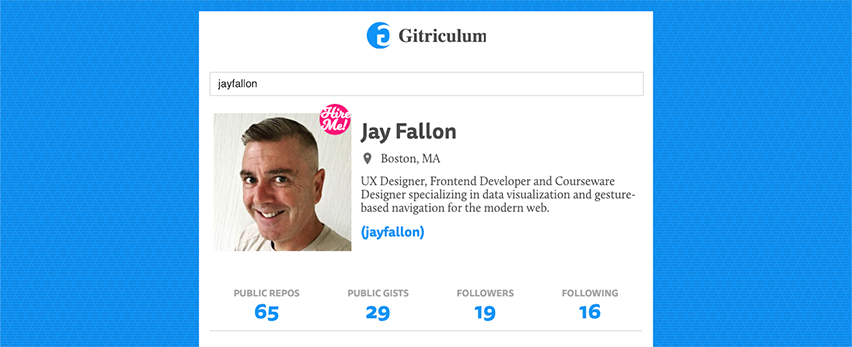 Gitriculum
jayfallon
Hire
Me!
Jay Fallon
Boston, MA
UX Designer, Frontend Developer and Courseware
Designer specializing in data visualization and gesture-
based navigation for the modern web.
(jayfallon)
PUBLIC REPOS PUBLIC GISTS FOLLOWERS FOLLOWING
65 29 19 16